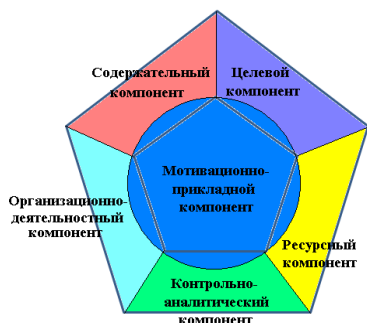 Содержательный
компонент
Целевой
компонент
Мотивационно-
прикладной
компонент
Организационно-
деятельностный
компонент
Ресурсный
компонент
Контрольно-
аналитический
компонент